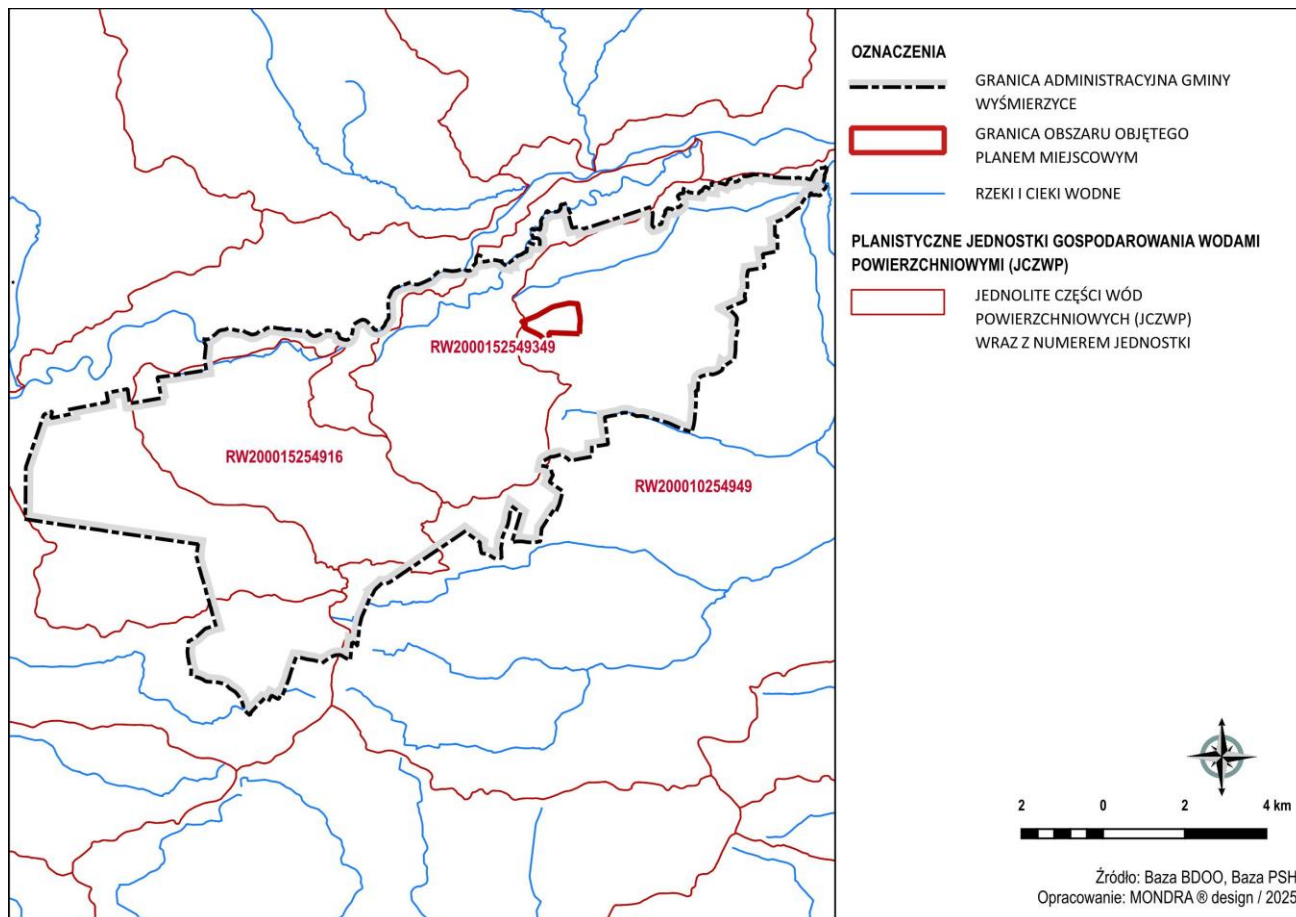 RW2000152549349
RW200015254916
RW200010254949
OZNACZENIA
GRANICA ADMINISTRACYJNA GMINY
WYŚMIERZYCE
GRANICA OBSZARU OBJĘTEGO
PLANEM MIEJSCOWYM
RZEKI I CIEKI WODNE
PLANISTYCZNE JEDNOSTKI GOSPODAROWANIA WODAMI
POWIERZCHNIOWYMI (JCZWP)
JEDNOLITE CZĘŚCI WÓD
POWIERZCHNIOWYCH (JCZWP)
WRAZ Z NUMEREM JEDNOSTKI
2 0 2 4 km
Źródło: Baza BDOO, Baza PSH
Opracowanie: MONDRA ® design / 2025